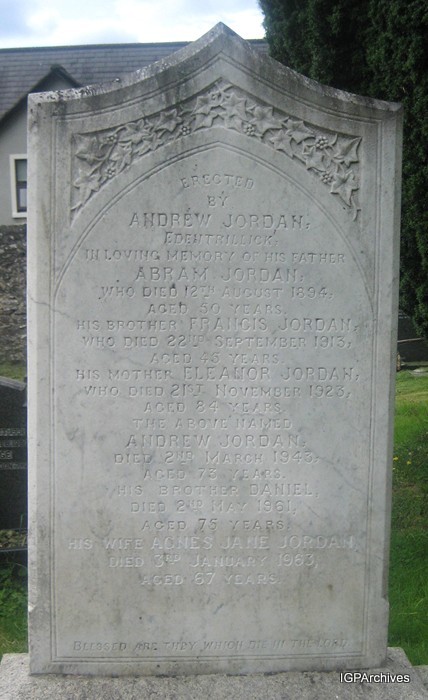 ERECTED
BY
ANDREW JORDAN,
EDENTRILLICK,
IN LOVING MEMORY OF HIS FATHER
ABRAM JORDAN,
WHO DIED 12TH AUGUST 1894,
AGED 50 YEARS.
HIS BROTHER FRANCIS JORDAN,
WHO DIED 22ND SEPTEMBER 1913,
AGED 43 YEARS.
HIS MOTHER ELEANOR JORDAN,
WHO DIED 21ST NOVEMBER 1923,
AGED 84 YEARS.
THE ABOVE NAMED
ANDREW JORDAN,
DIED 2ND MARCH 1943,
AGED 73 YEARS.
HIS BROTHER DANIEL,
DIED 2ND MAY 1961,
AGED 75 YEARS.
HIS WIFE AGNES JANE JORDAN
DIED 3RD JANUARY 1963,
AGED 67 YEARS.
BLESSED ARE THEY WHICH DIE IN THE LORD
IGPArchives